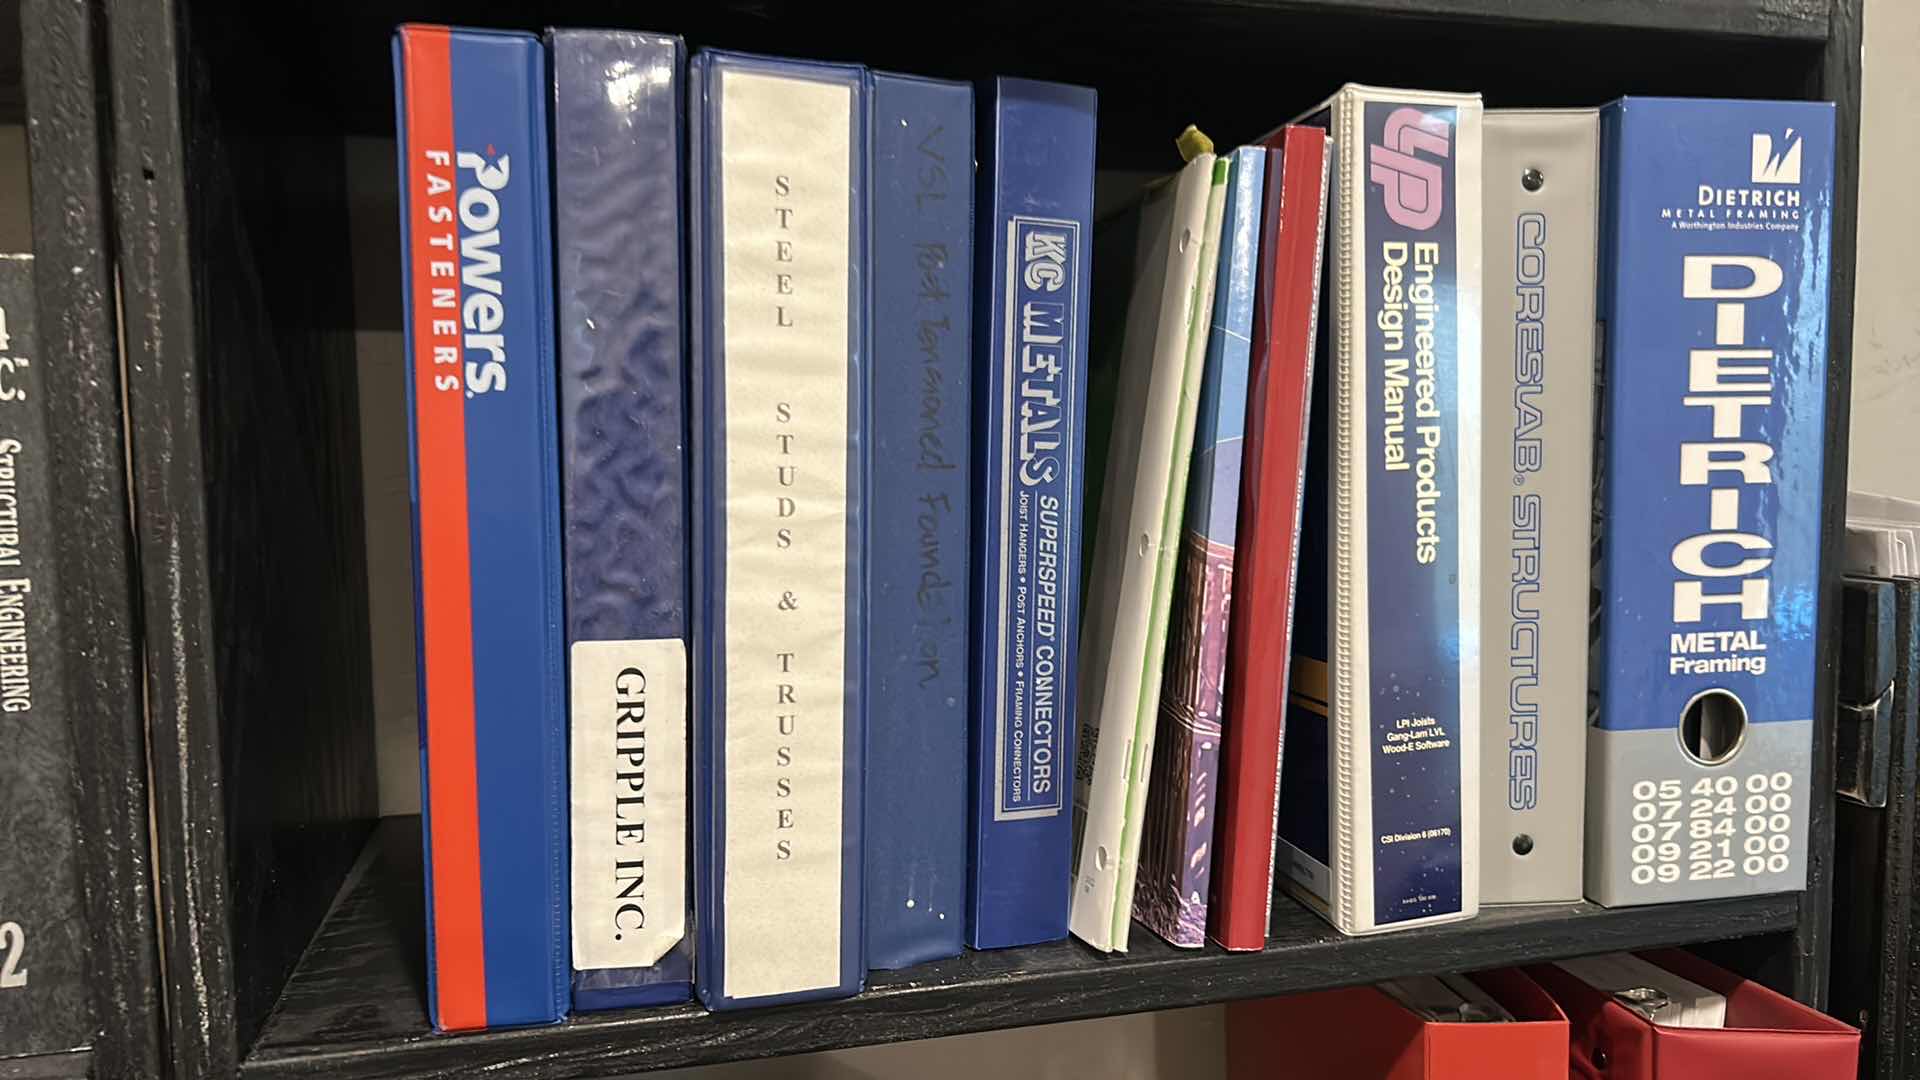 STRUCTURAL ENGINEERING
2
Powers.
FASTENERS
GRIPPLE INC.
STEEL STUDS & TRUSSES
VSL Post Tensioned Foundation
KC METALS SUPERSPEED® CONNECTORS
JOIST HANGERS • POST ANCHORS • FRAMING CONNECTORS
LP
Engineered Products
Design Manual
LPI Joists
Gang-Lam LVL
Wood-E Software
CSI Division 6 (06170)
CORESLAB® STRUCTURES
DIETRICH
METAL FRAMING
A Worthington Industries Company
DIETRICH
METAL
Framing
05 40 00
07 24 00
07 84 00
09 21 00
09 22 00